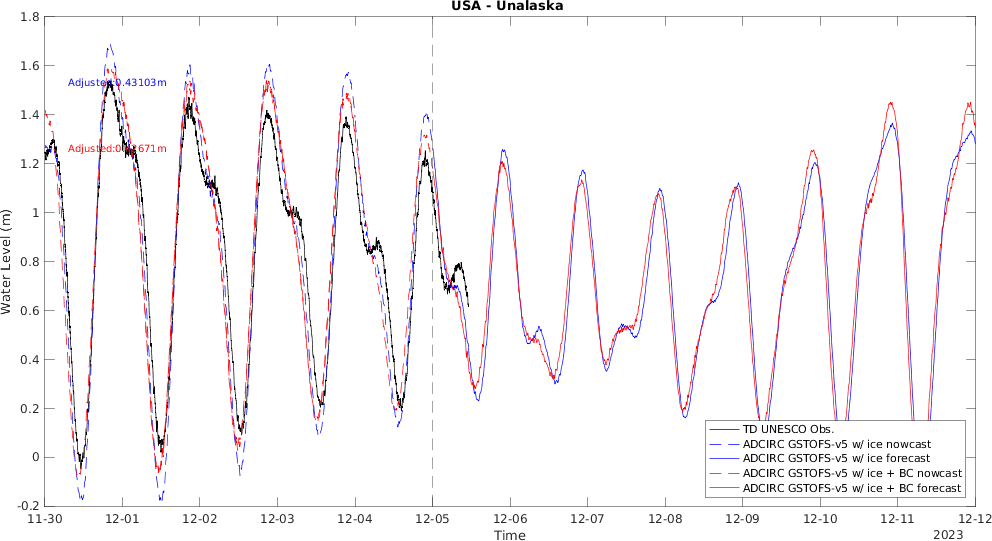 USA - Unalaska
1.8
1.6
1.4
1.2
1
0.8
0.6
0.4
0.2
0
-0.2
Water Level (m)
Adjusted:0.43103m
TD UNESCO Obs.
ADCIRC GSTOFS-v5 w/ ice nowcast
ADCIRC GSTOFS-v5 w/ ice forecast
ADCIRC GSTOFS-v5 w/ ice + BC nowcast
ADCIRC GSTOFS-v5 w/ ice + BC forecast
11-30 12-01 12-02 12-03 12-04 12-05 12-06 12-07 12-08 12-09 12-10 12-11 12-12
Time
2023